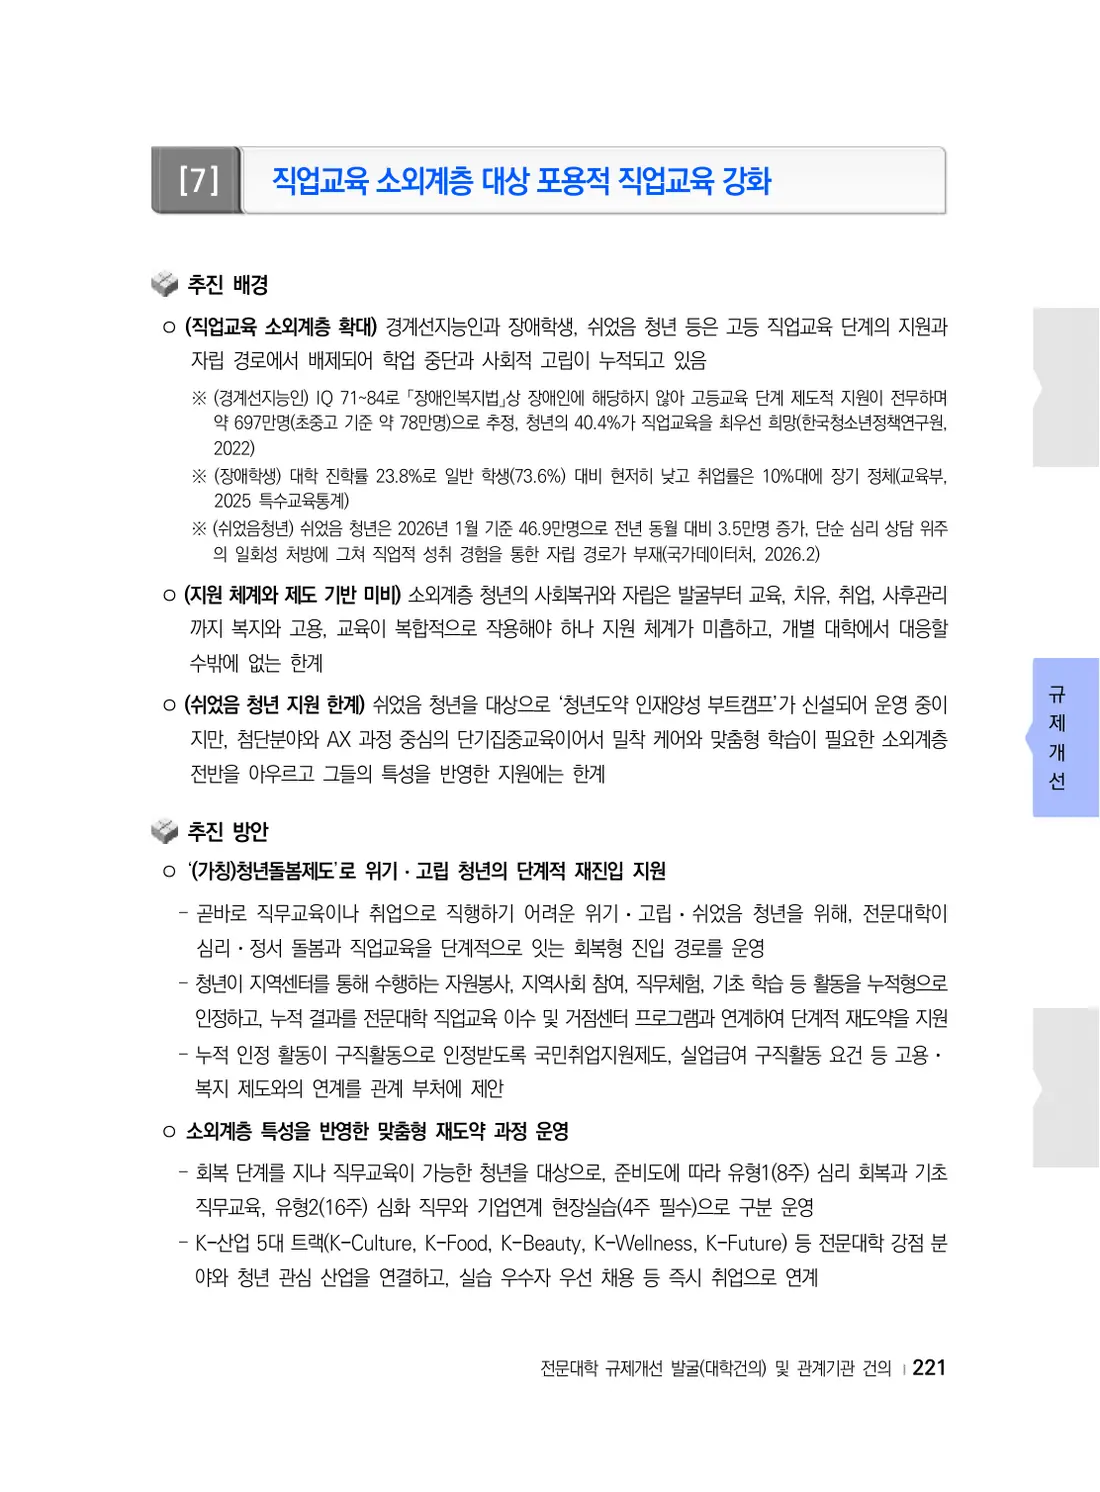 [7] 직업교육 소외계층 대상 포용적 직업교육 강화
추진 배경
○ (직업교육 소외계층 확대) 경계선지능인과 장애학생, 쉬었음 청년 등은 고등 직업교육 단계의 지원과
자립 경로에서 배제되어 학업 중단과 사회적 고립이 누적되고 있음
※ (경계선지능인) IQ 71~84로 「장애인복지법」상 장애인에 해당하지 않아 고등교육 단계 제도적 지원이 전무하며
약 697만명(초중고 기준 약 78만명)으로 추정, 청년의 40.4%가 직업교육을 최우선 희망(한국청소년정책연구원,
2022)
※ (장애학생) 대학 진학률 23.8%로 일반 학생(73.6%) 대비 현저히 낮고 취업률은 10%대에 장기 정체(교육부,
2025 특수교육통계)
※ (쉬었음청년) 쉬었음 청년은 2026년 1월 기준 46.9만명으로 전년 동월 대비 3.5만명 증가, 단순 심리 상담 위주
의 일회성 처방에 그쳐 직업적 성취 경험을 통한 자립 경로가 부재(국가데이터처, 2026.2)
○ (지원 체계와 제도 기반 미비) 소외계층 청년의 사회복귀와 자립은 발굴부터 교육, 치유, 취업, 사후관리
까지 복지와 고용, 교육이 복합적으로 작용해야 하나 지원 체계가 미흡하고, 개별 대학에서 대응할
수밖에 없는 한계
○ (쉬었음 청년 지원 한계) 쉬었음 청년을 대상으로 ‘청년도약 인재양성 부트캠프’가 신설되어 운영 중이
지만, 첨단분야와 AX 과정 중심의 단기집중교육이어서 밀착 케어와 맞춤형 학습이 필요한 소외계층
전반을 아우르고 그들의 특성을 반영한 지원에는 한계
추진 방안
○ ‘(가칭)청년돌봄제도’로 위기·고립 청년의 단계적 재진입 지원
- 곧바로 직무교육이나 취업으로 직행하기 어려운 위기·고립·쉬었음 청년을 위해, 전문대학이
심리·정서 돌봄과 직업교육을 단계적으로 잇는 회복형 진입 경로를 운영
- 청년이 지역센터를 통해 수행하는 자원봉사, 지역사회 참여, 직무체험, 기초 학습 등 활동을 누적형으로
인정하고, 누적 결과를 전문대학 직업교육 이수 및 거점센터 프로그램과 연계하여 단계적 재도약을 지원
- 누적 인정 활동이 구직활동으로 인정받도록 국민취업지원제도, 실업급여 구직활동 요건 등 고용·
복지 제도와의 연계를 관계 부처에 제안
○ 소외계층 특성을 반영한 맞춤형 재도약 과정 운영
- 회복 단계를 지나 직무교육이 가능한 청년을 대상으로, 준비도에 따라 유형1(8주) 심리 회복과 기초
직무교육, 유형2(16주) 심화 직무와 기업연계 현장실습(4주 필수)으로 구분 운영
- K-산업 5대 트랙(K-Culture, K-Food, K-Beauty, K-Wellness, K-Future) 등 전문대학 강점 분
야와 청년 관심 산업을 연결하고, 실습 우수자 우선 채용 등 즉시 취업으로 연계
규
제
개
선
전문대학 규제개선 발굴(대학건의) 및 관계기관 건의 | 221